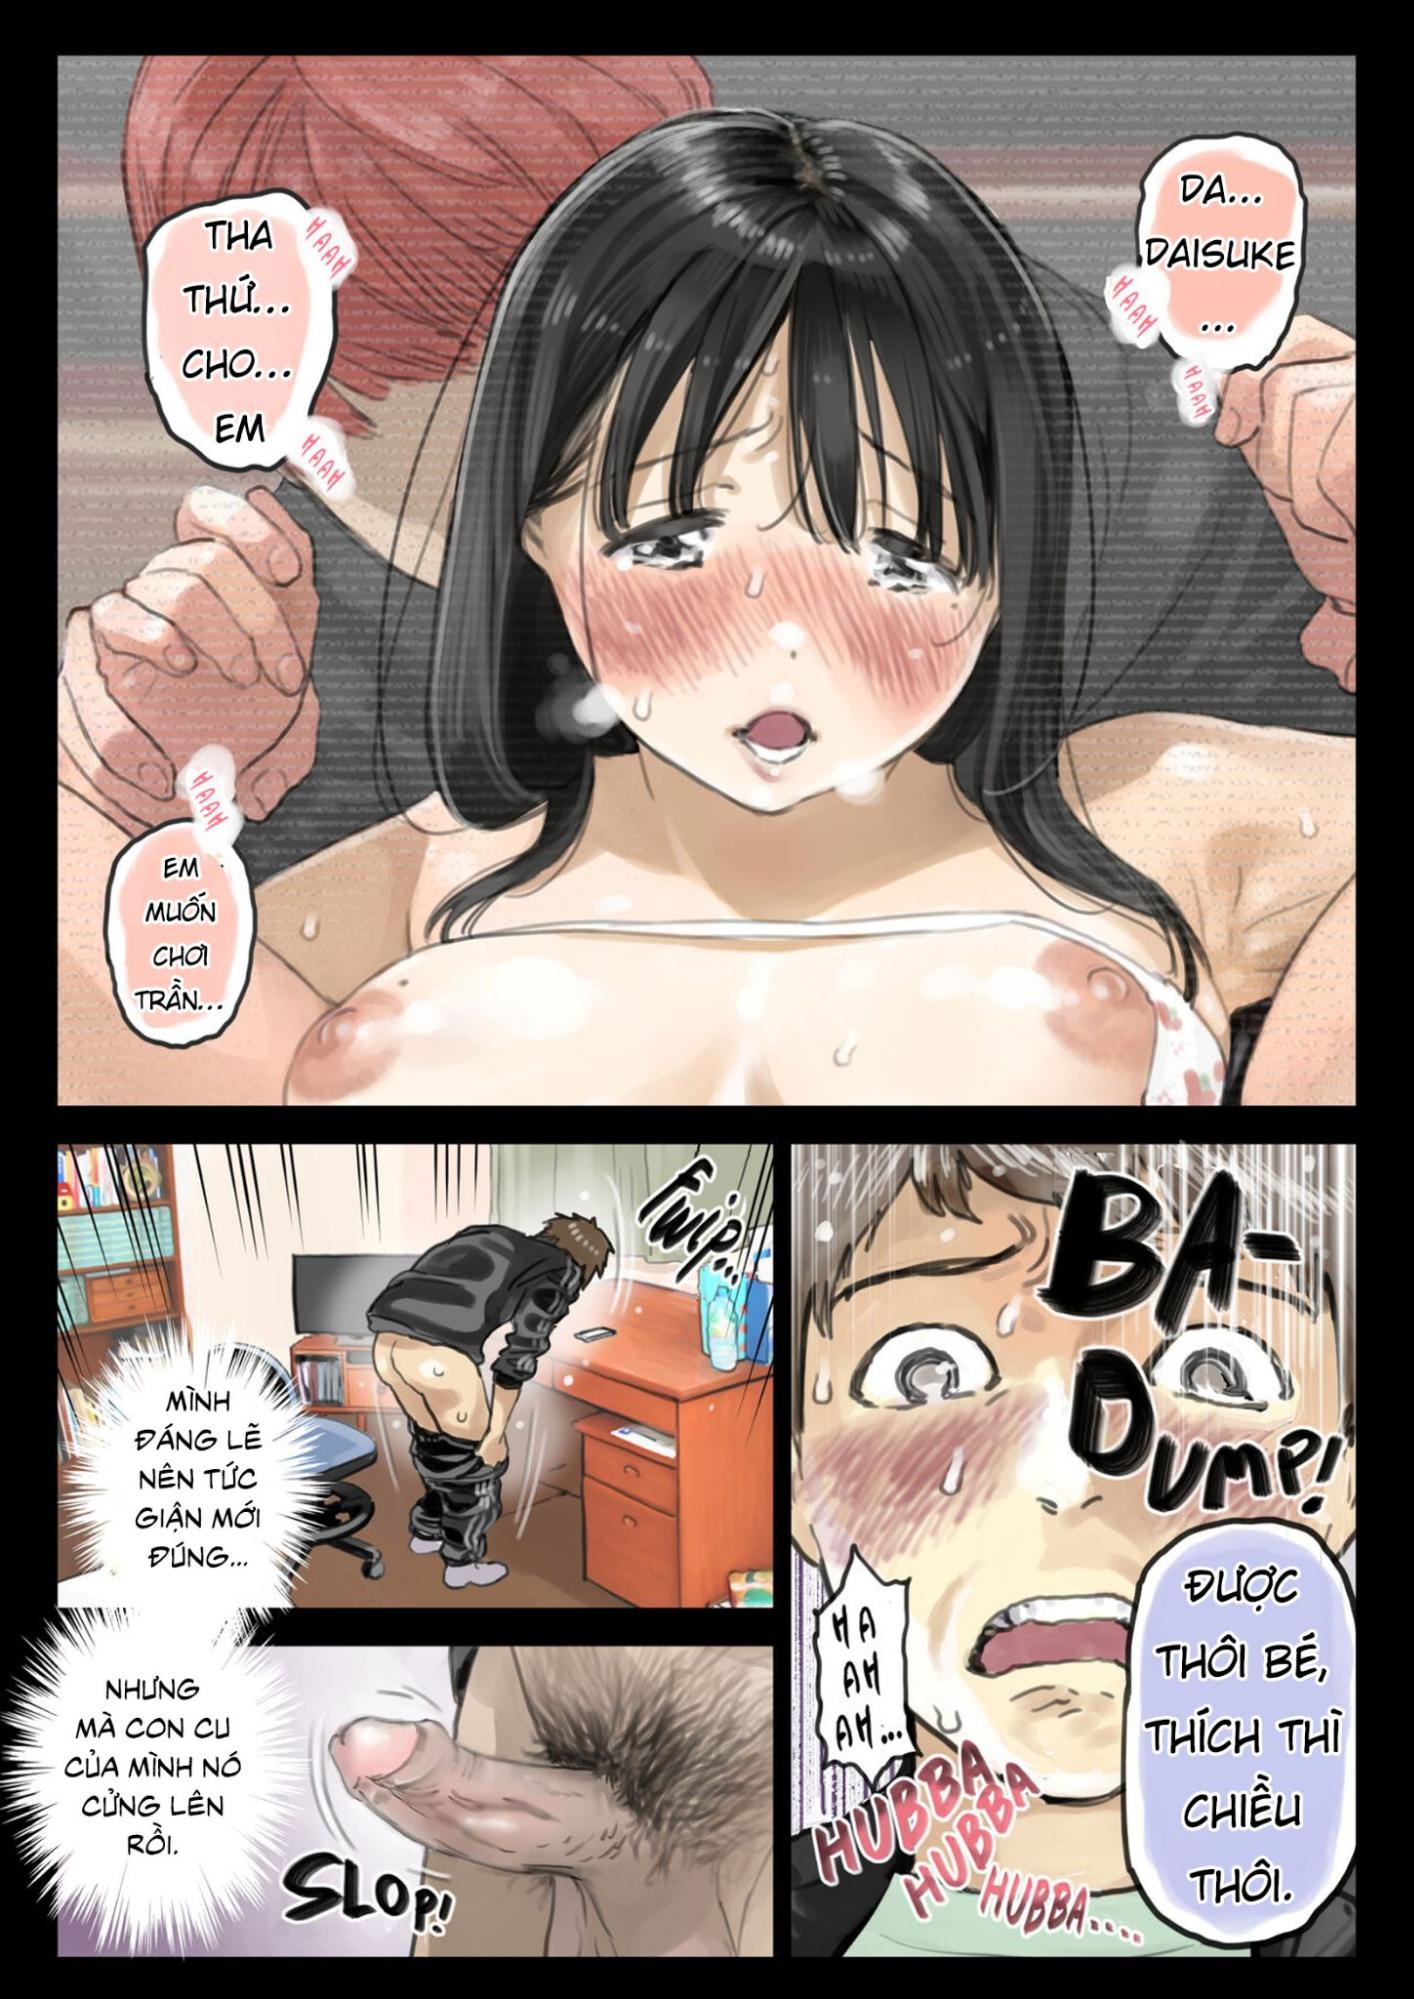 DA...
DAISUKE
...
HAAH
HAAH
THA
THỨ...
CHO...
EM
HAAH
HAAH
HAAH
EM
MUỐN
CHƠI
TRẦN...
BA-
DUMP!
ĐƯỢC
THÔI BÉ,
THÍCH THÌ
CHIỀU
THÔI.
HA
AH
AH
AH...
HUBBA
HUBBA
HUBBA....
FWIP...
MÌNH
ĐÁNG LẼ
NÊN TỨC
GIẬN MỚI
ĐÚNG...
NHƯNG
MÀ CON CU
CỦA MÌNH NÓ
CỬNG LÊN
RỒI.
SLOP!